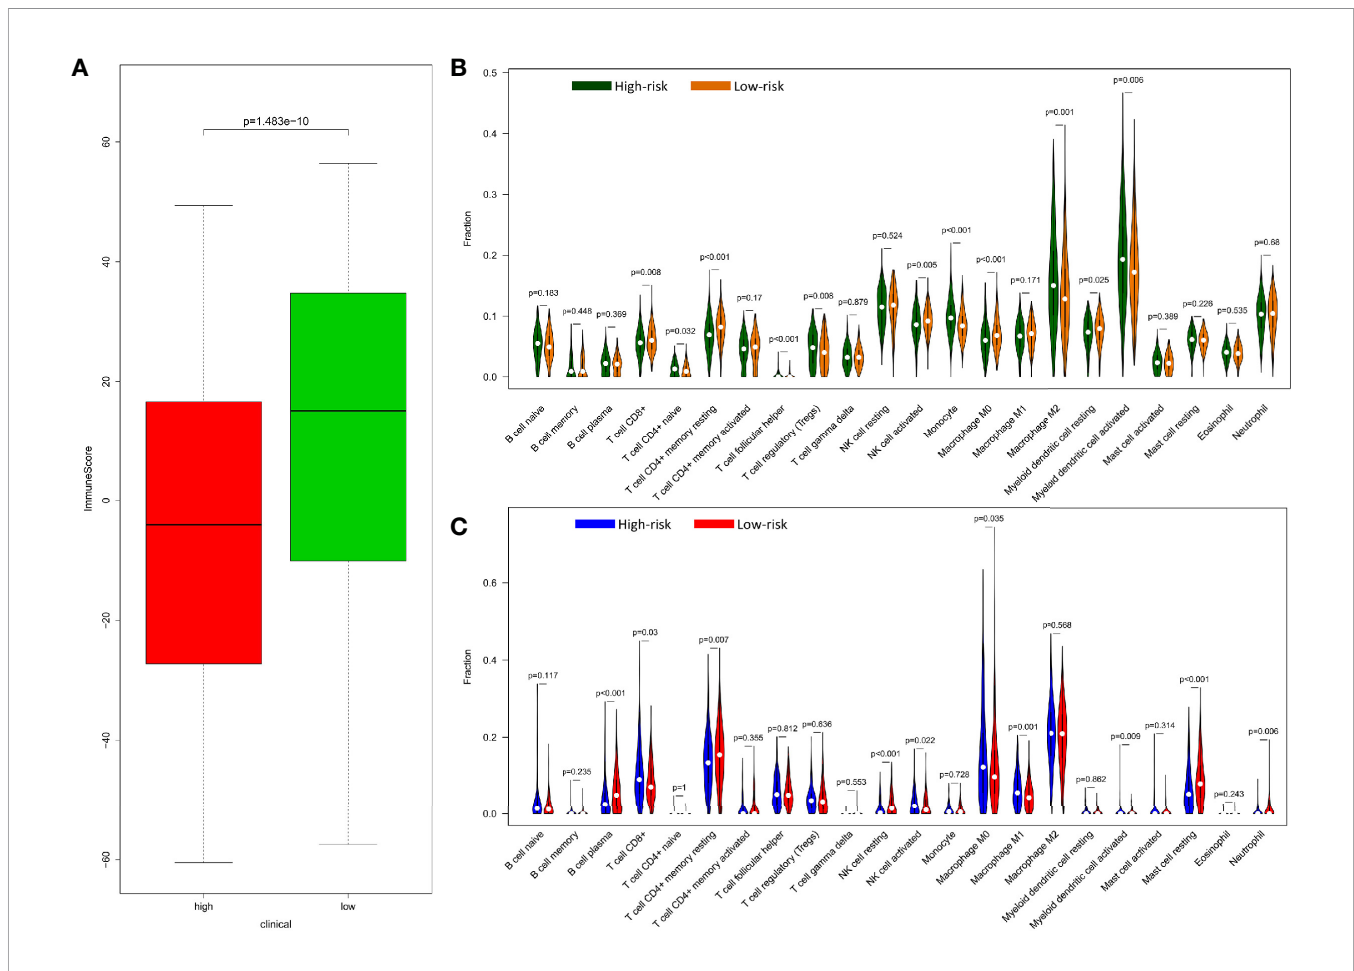 A
p=1.483e−10
60
40
20
0
−20
−40
−60
ImmuneScore
high
low
clinical
B
High-risk
Low-risk
0.5
0.4
0.3
0.2
0.1
0.0
Fraction
p=0.183
p=0.448
p=0.369
p=0.008
p=0.032
p<0.001
p=0.17
p<0.001
p=0.008
p=0.879
p=0.524
p=0.005
p<0.001
p<0.001
p=0.171
p=0.001
p=0.025
p=0.006
p=0.389
p=0.226
p=0.535
p=0.68
B cell naive
B cell memory
B cell plasma
T cell CD8+
T cell CD4+ naive
T cell CD4+ memory resting
T cell CD4+ memory activated
T cell follicular helper
T cell regulatory (Tregs)
T cell gamma delta
NK cell resting
NK cell activated
Monocyte
Macrophage M0
Macrophage M1
Macrophage M2
Myeloid dendritic cell resting
Myeloid dendritic cell activated
Mast cell activated
Mast cell resting
Eosinophil
Neutrophil
C
High-risk
Low-risk
0.6
0.4
0.2
0.0
Fraction
p=0.117
p=0.235
p<0.001
p=0.03
p=1
p=0.007
p=0.355
p=0.812
p=0.836
p=0.553
p<0.001
p=0.022
p=0.728
p=0.035
p=0.001
p=0.568
p=0.862
p=0.009
p=0.314
p<0.001
p=0.243
p=0.006
B cell naive
B cell memory
B cell plasma
T cell CD8+
T cell CD4+ naive
T cell CD4+ memory resting
T cell CD4+ memory activated
T cell follicular helper
T cell regulatory (Tregs)
T cell gamma delta
NK cell resting
NK cell activated
Monocyte
Macrophage M0
Macrophage M1
Macrophage M2
Myeloid dendritic cell resting
Myeloid dendritic cell activated
Mast cell activated
Mast cell resting
Eosinophil
Neutrophil